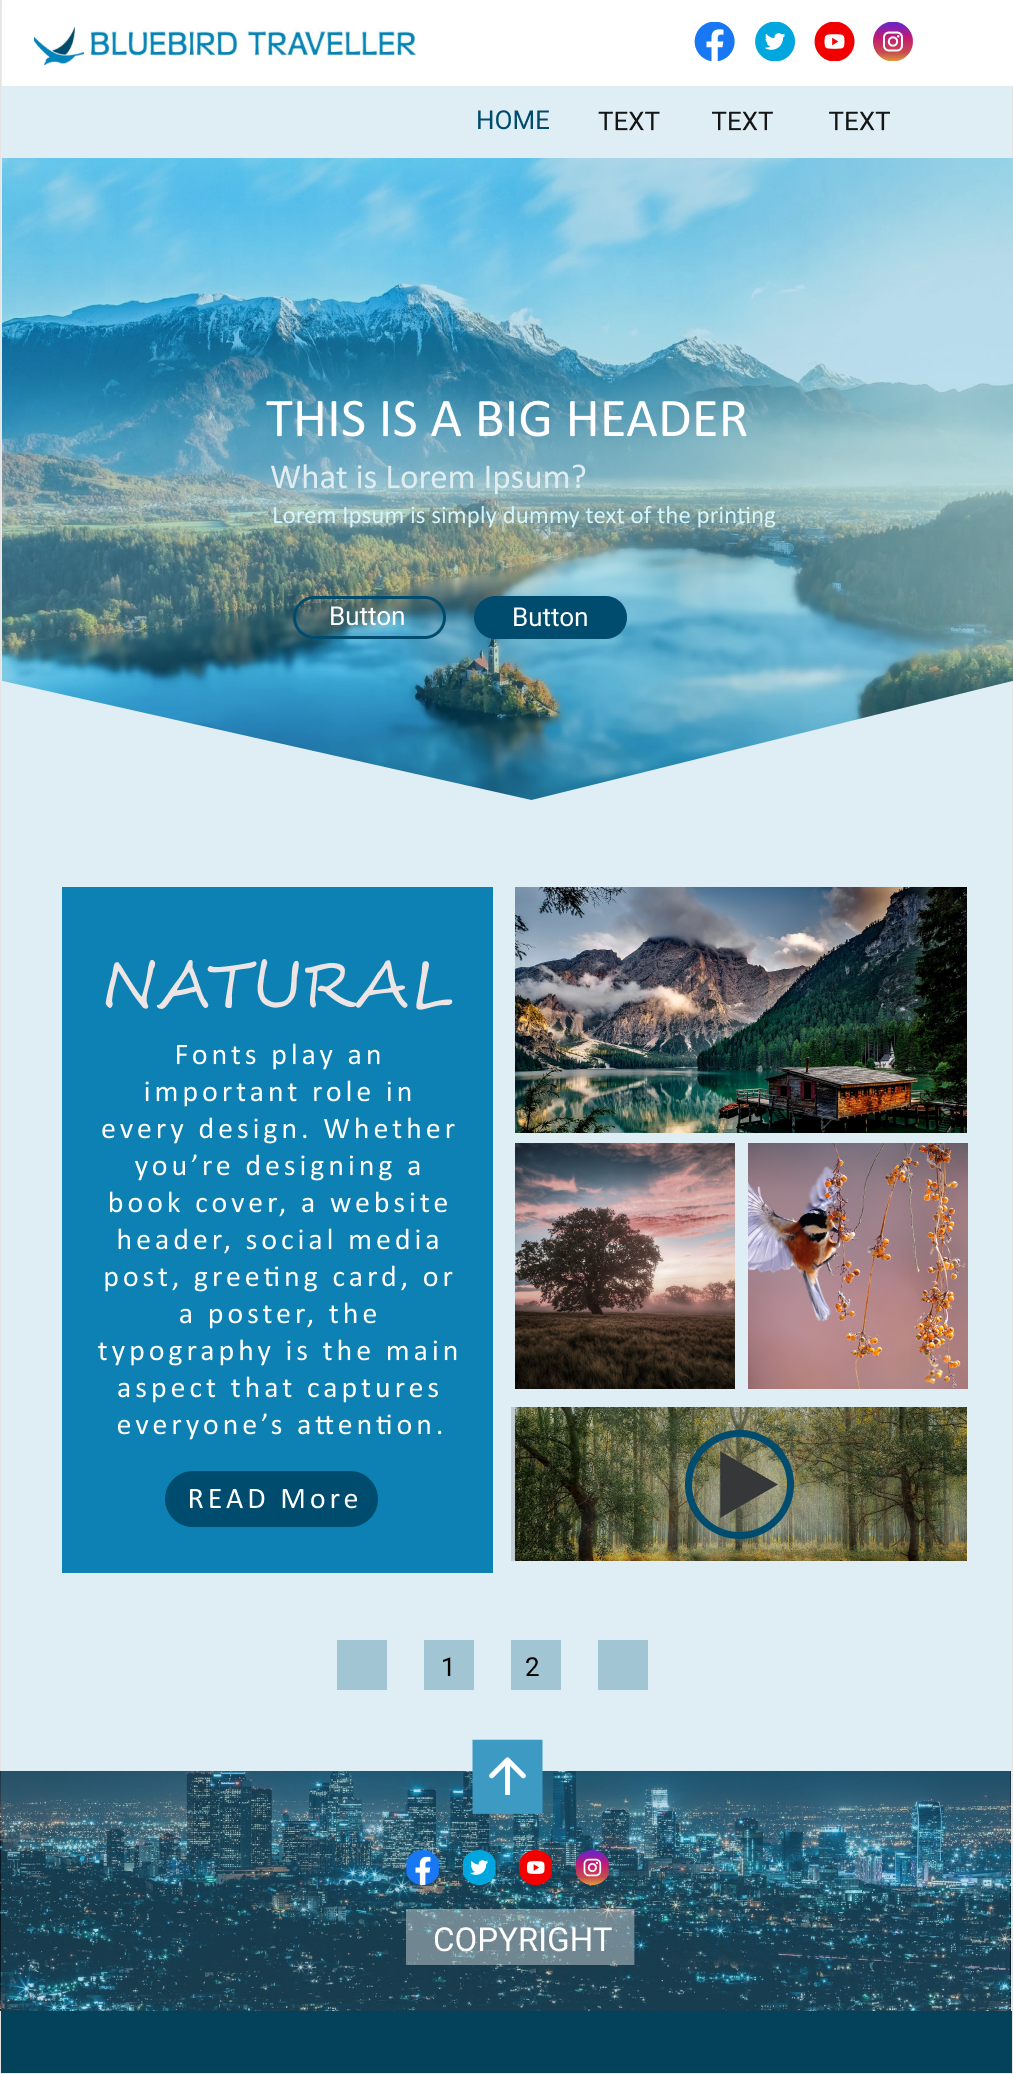 BLUEBIRD TRAVELLER
HOME TEXT TEXT TEXT
THIS IS A BIG HEADER
What is Lorem Ipsum?
Lorem Ipsum is simply dummy text of the printing
Button Button
NATURAL
Fonts play an
important role in
every design. Whether
you’re designing a
book cover, a website
header, social media
post, greeting card, or
a poster, the
typography is the main
aspect that captures
everyone’s attention.
READ More
1 2
COPYRIGHT